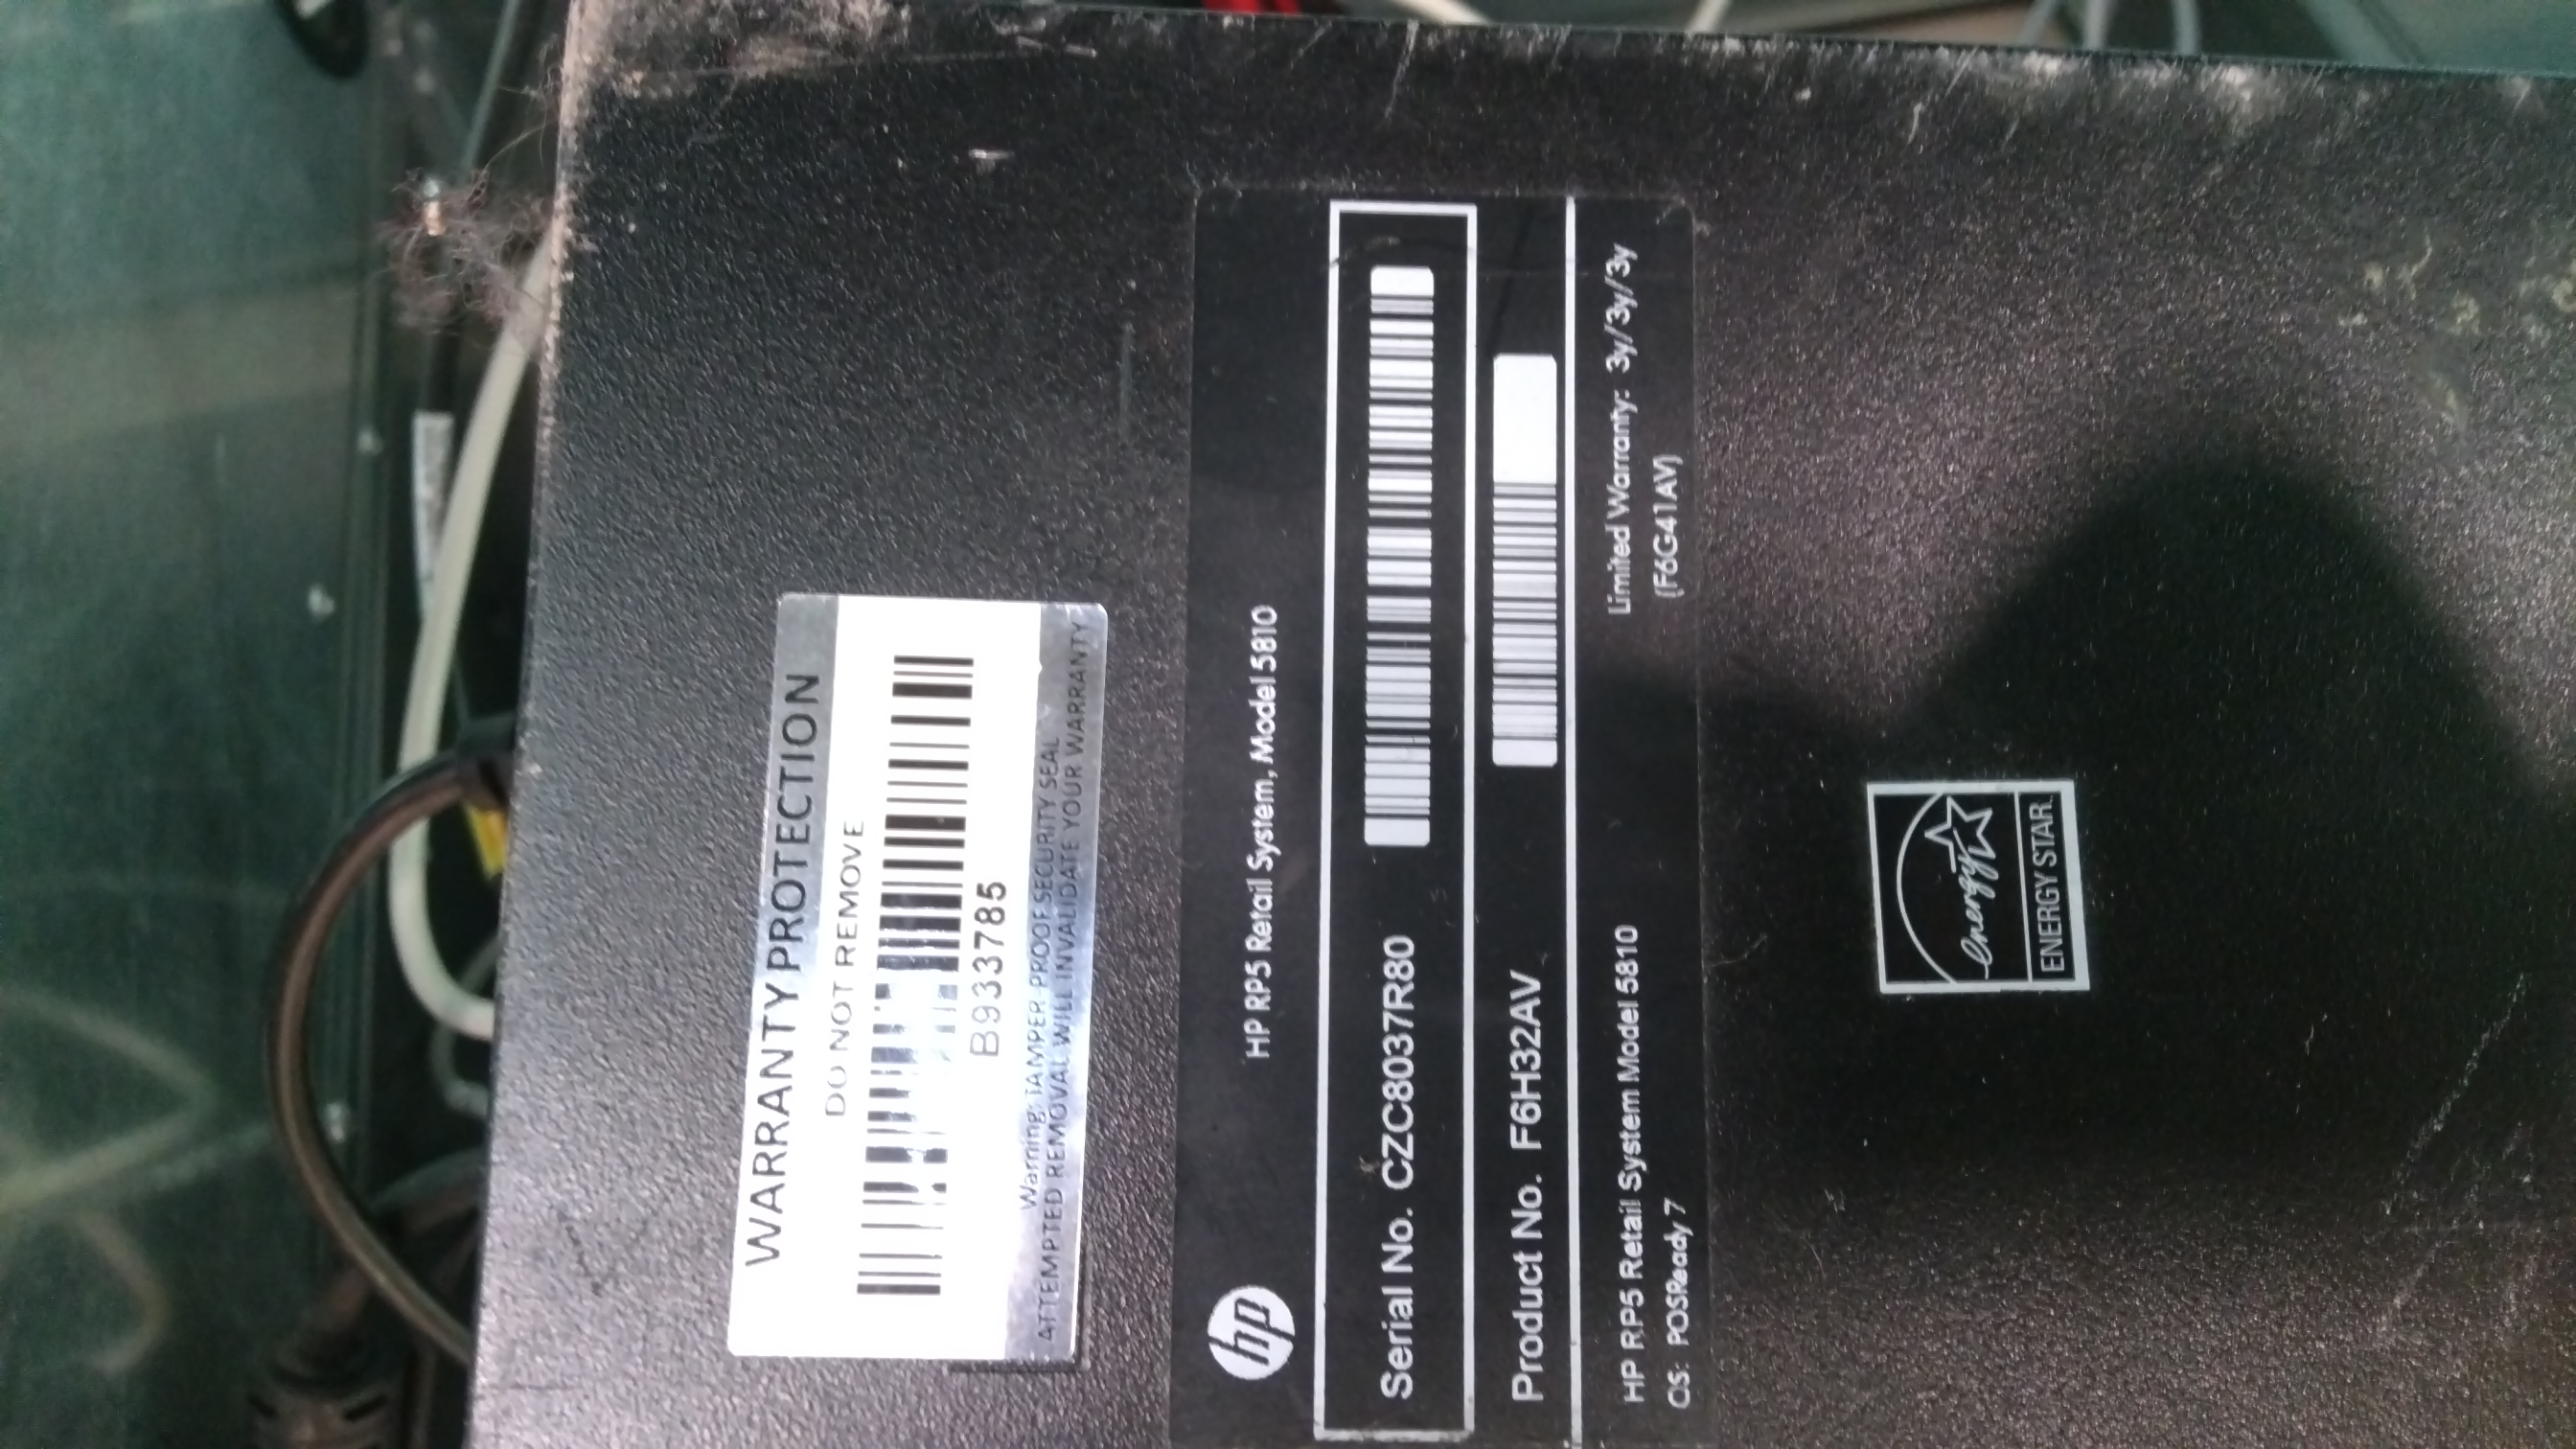 WARRANTY PROTECTION
DO NOT REMOVE
B9337785
Warning: TAMPER PROOF SECURITY SEAL
ATTEMPTED REMOVAL WILL INVALIDATE YOUR WARRANTY
hp
HP RP5 Retail System, Model 5810
Serial No. CZC8037R80
Product No. F6H32AV
HP RP5 Retail System Model 5810
Limited Warranty: 3y/3y/3y
OS: POSReady 7
(F6G41AV)
energy
ENERGY STAR